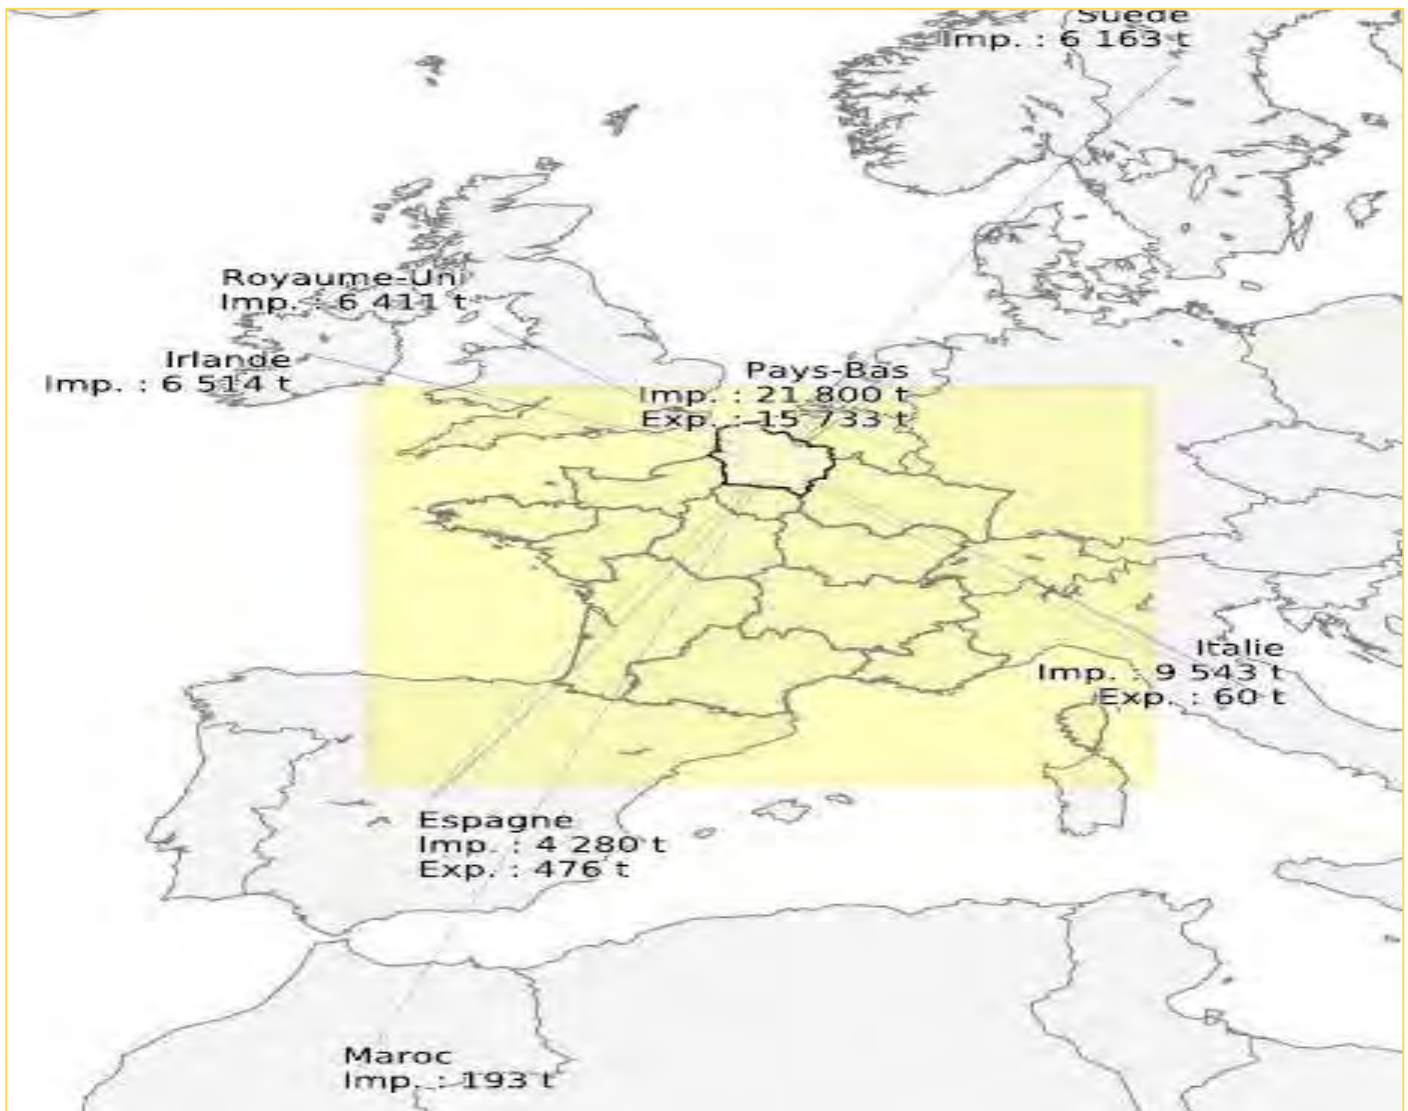 Suède
Imp. : 6 163 t
Royaume-Uni
Imp. : 6 411 t
Irlande
Imp. : 6 514 t
Pays-Bas
Imp. : 21 800 t
Exp. : 15 733 t
Italie
Imp. : 9 543 t
Exp. : 60 t
Espagne
Imp. : 4 280 t
Exp. : 476 t
Maroc
Imp. : 193 t